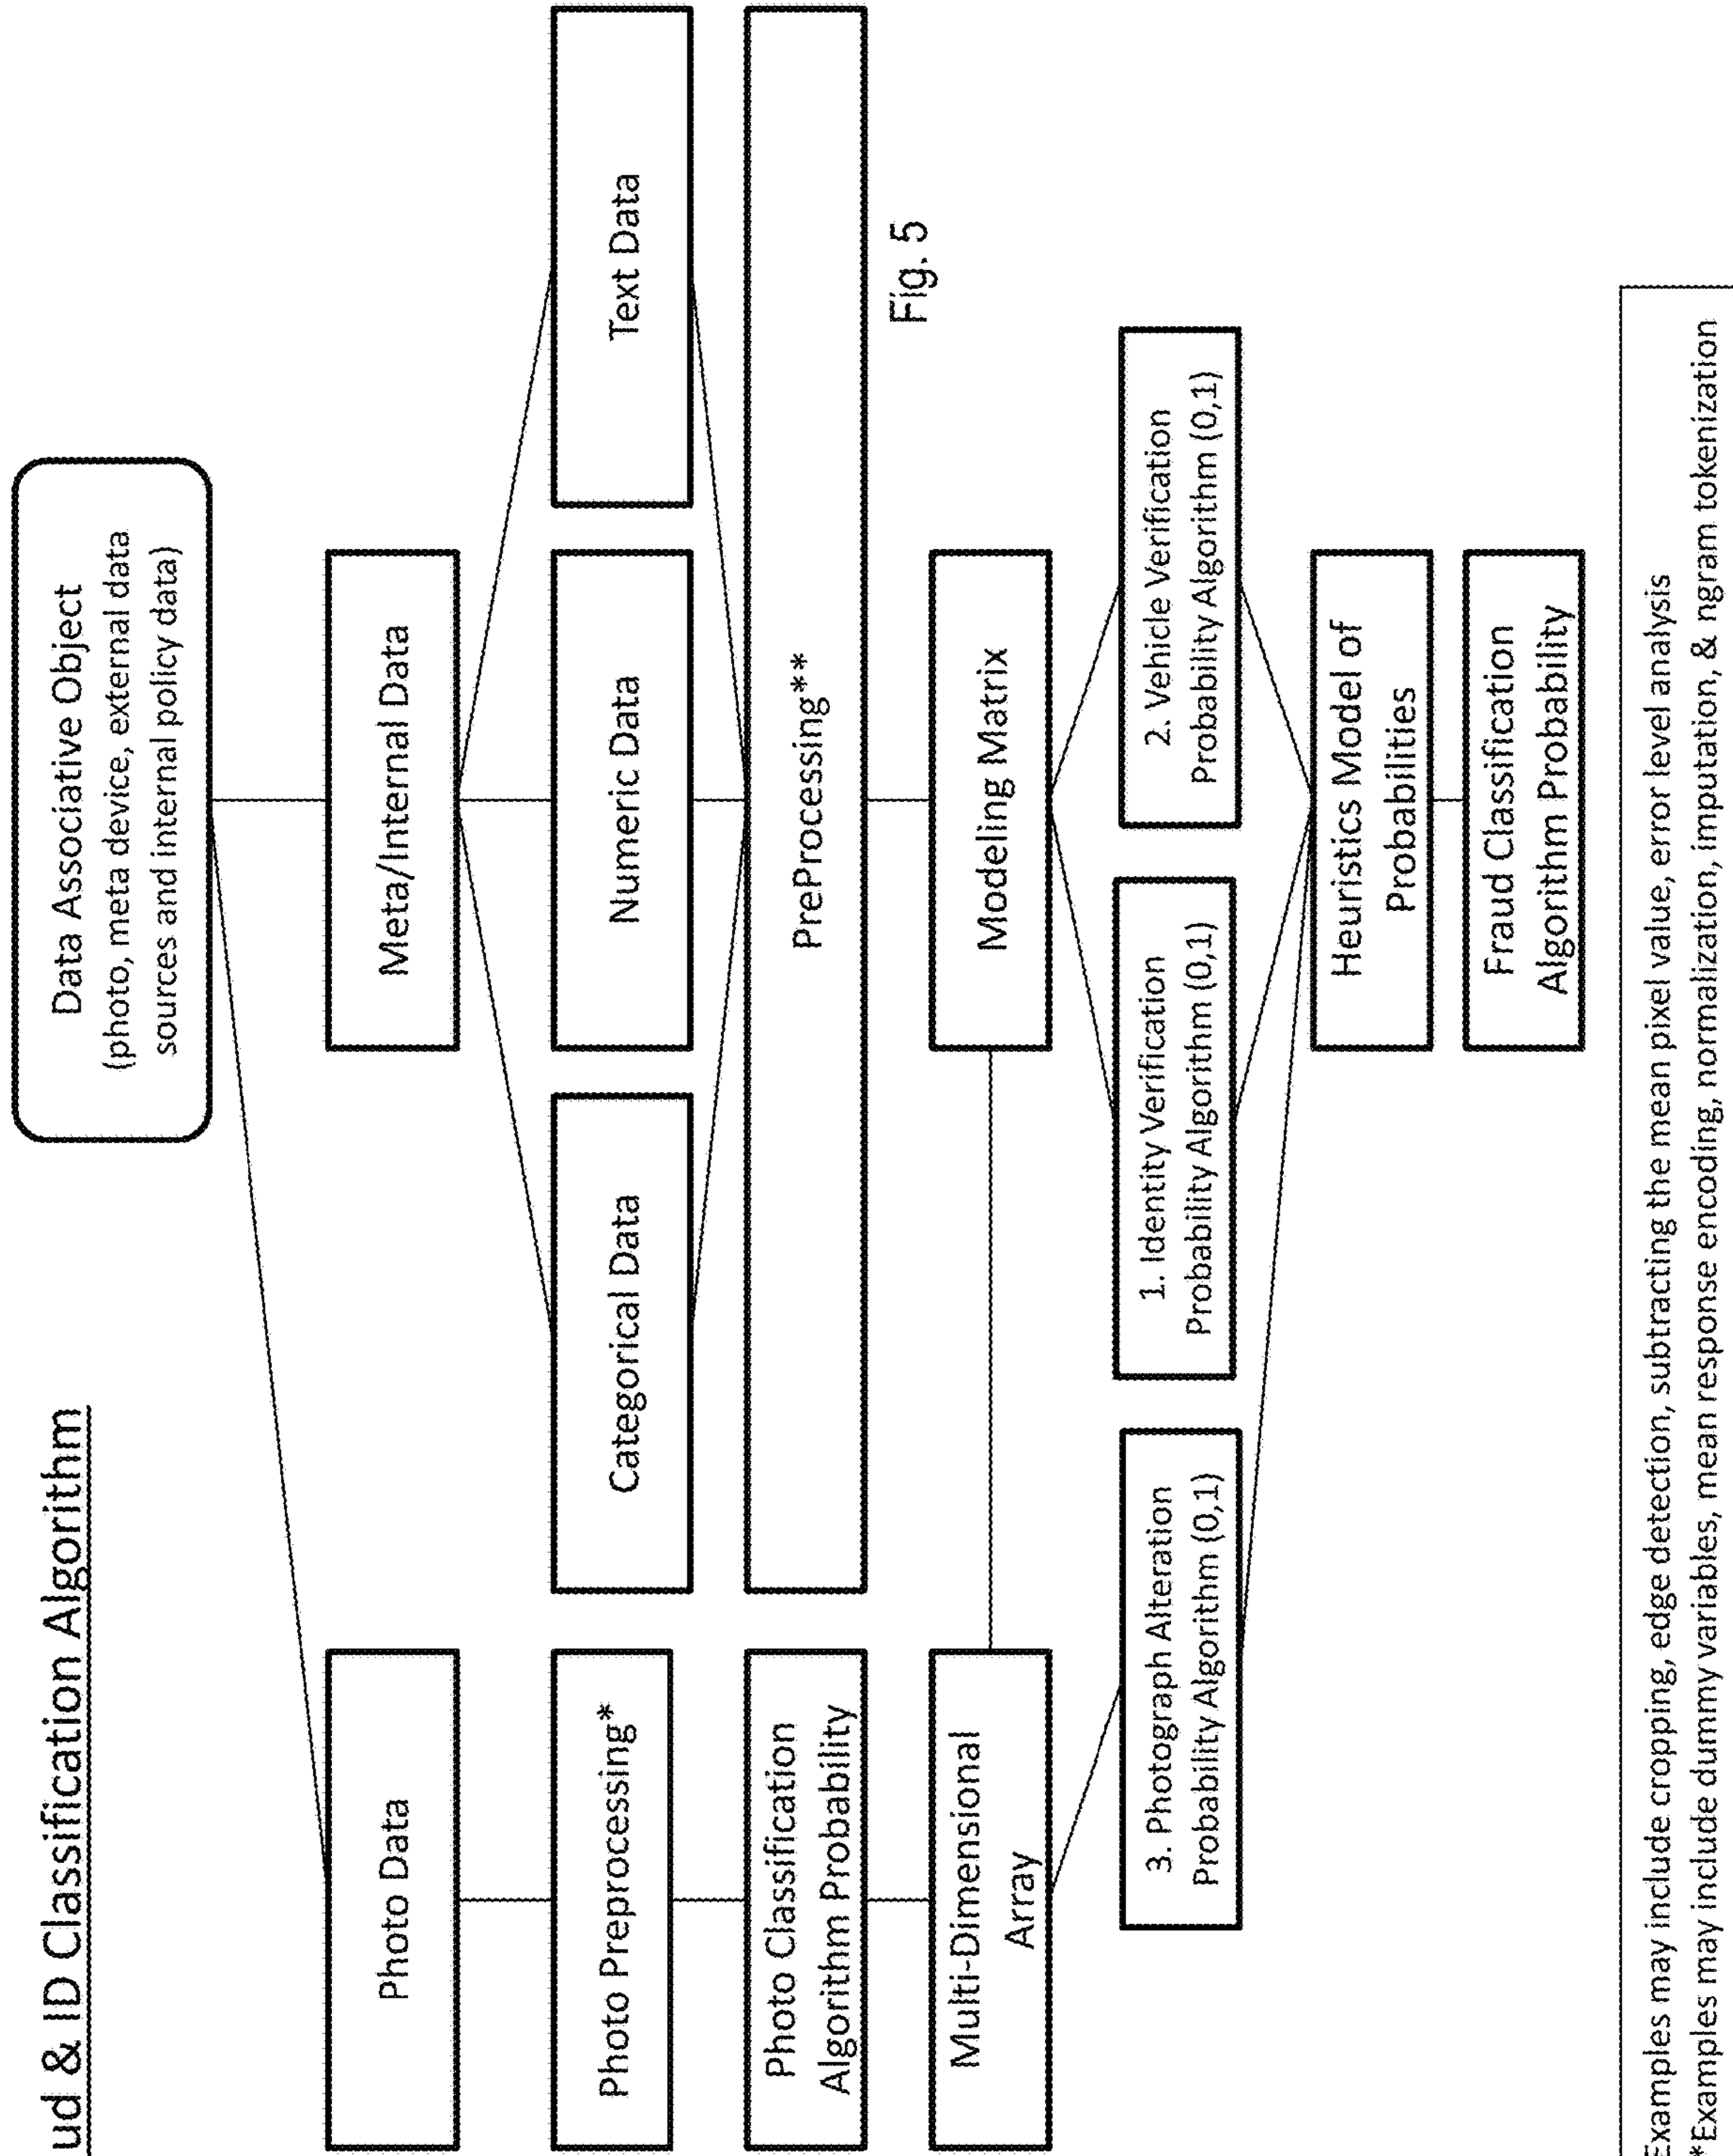 ud & ID Classification Algorithm
Data Associative Object
(photo, meta device, external data
sources and internal policy data)
Photo Data
Meta/Internal Data
Photo Preprocessing*
Categorical Data
Numeric Data
Text Data
Photo Classification
Algorithm Probability
PreProcessing**
Fig. 5
Multi-Dimensional
Array
Modeling Matrix
3. Photograph Alteration
Probability Algorithm (0,1)
1. Identity Verification
Probability Algorithm (0,1)
2. Vehicle Verification
Probability Algorithm (0,1)
Heuristics Model of
Probabilities
Fraud Classification
Algorithm Probability
Examples may include cropping, edge detection, subtracting the mean pixel value, error level analysis
*Examples may include dummy variables, mean response encoding, normalization, imputation, & ngram tokenization